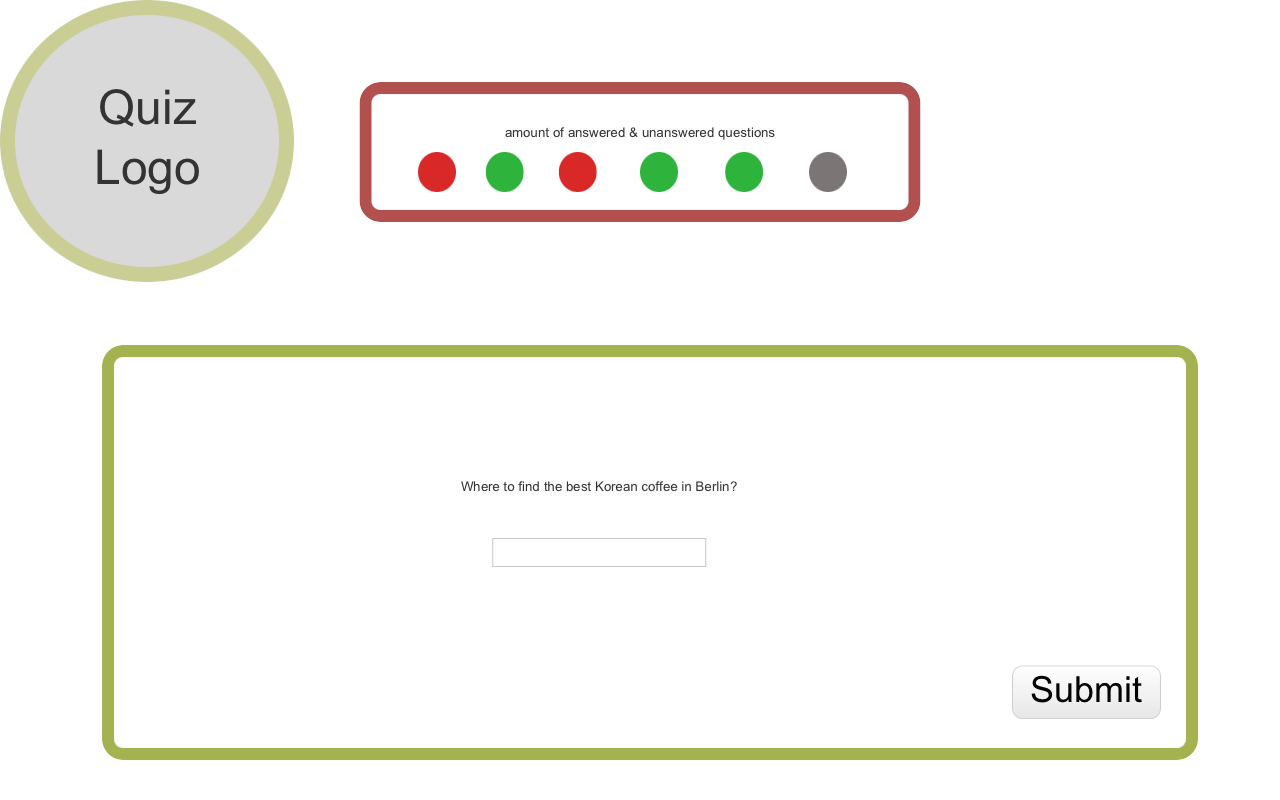 Quiz
Logo
amount of answered & unanswered questions
Where to find the best Korean coffee in Berlin?
Submit